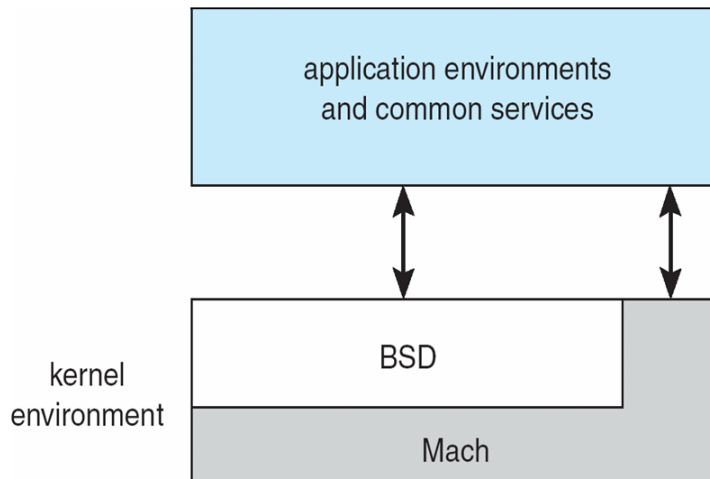 application environments
and common services
BSD
kernel
environment
Mach